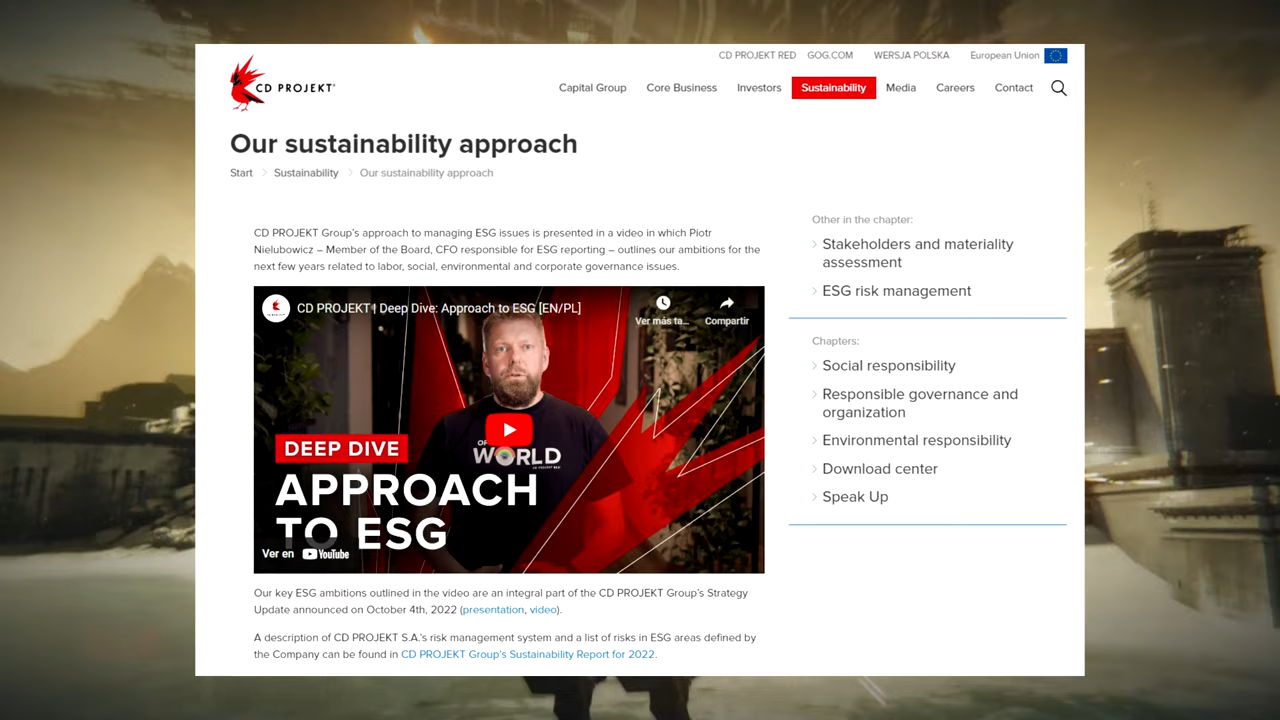 CD PROJEKT RED GOG.COM WERSJA POLSKA European Union
CD PROJEKT®
Capital Group Core Business Investors Sustainability Media Careers Contact
Our sustainability approach
Start Sustainability Our sustainability approach
CD PROJEKT Group's approach to managing ESG issues is presented in a video in which Piotr
Nielubowicz – Member of the Board, CFO responsible for ESG reporting – outlines our ambitions for the
next few years related to labor, social, environmental and corporate governance issues.
CD PROJEKT | Deep Dive: Approach to ESG [EN/PL]
Ver más ta...
Compartir
WORLD
DEEP DIVE
APPROACH
TO ESG
Ver en YouTube
Our key ESG ambitions outlined in the video are an integral part of the CD PROJEKT Group's Strategy
Update announced on October 4th, 2022 (presentation, video).
A description of CD PROJEKT S.A.'s risk management system and a list of risks in ESG areas defined by
the Company can be found in CD PROJEKT Group's Sustainability Report for 2022.
Other in the chapter:
Stakeholders and materiality
assessment
ESG risk management
Chapters:
Social responsibility
Responsible governance and
organization
Environmental responsibility
Download center
Speak Up